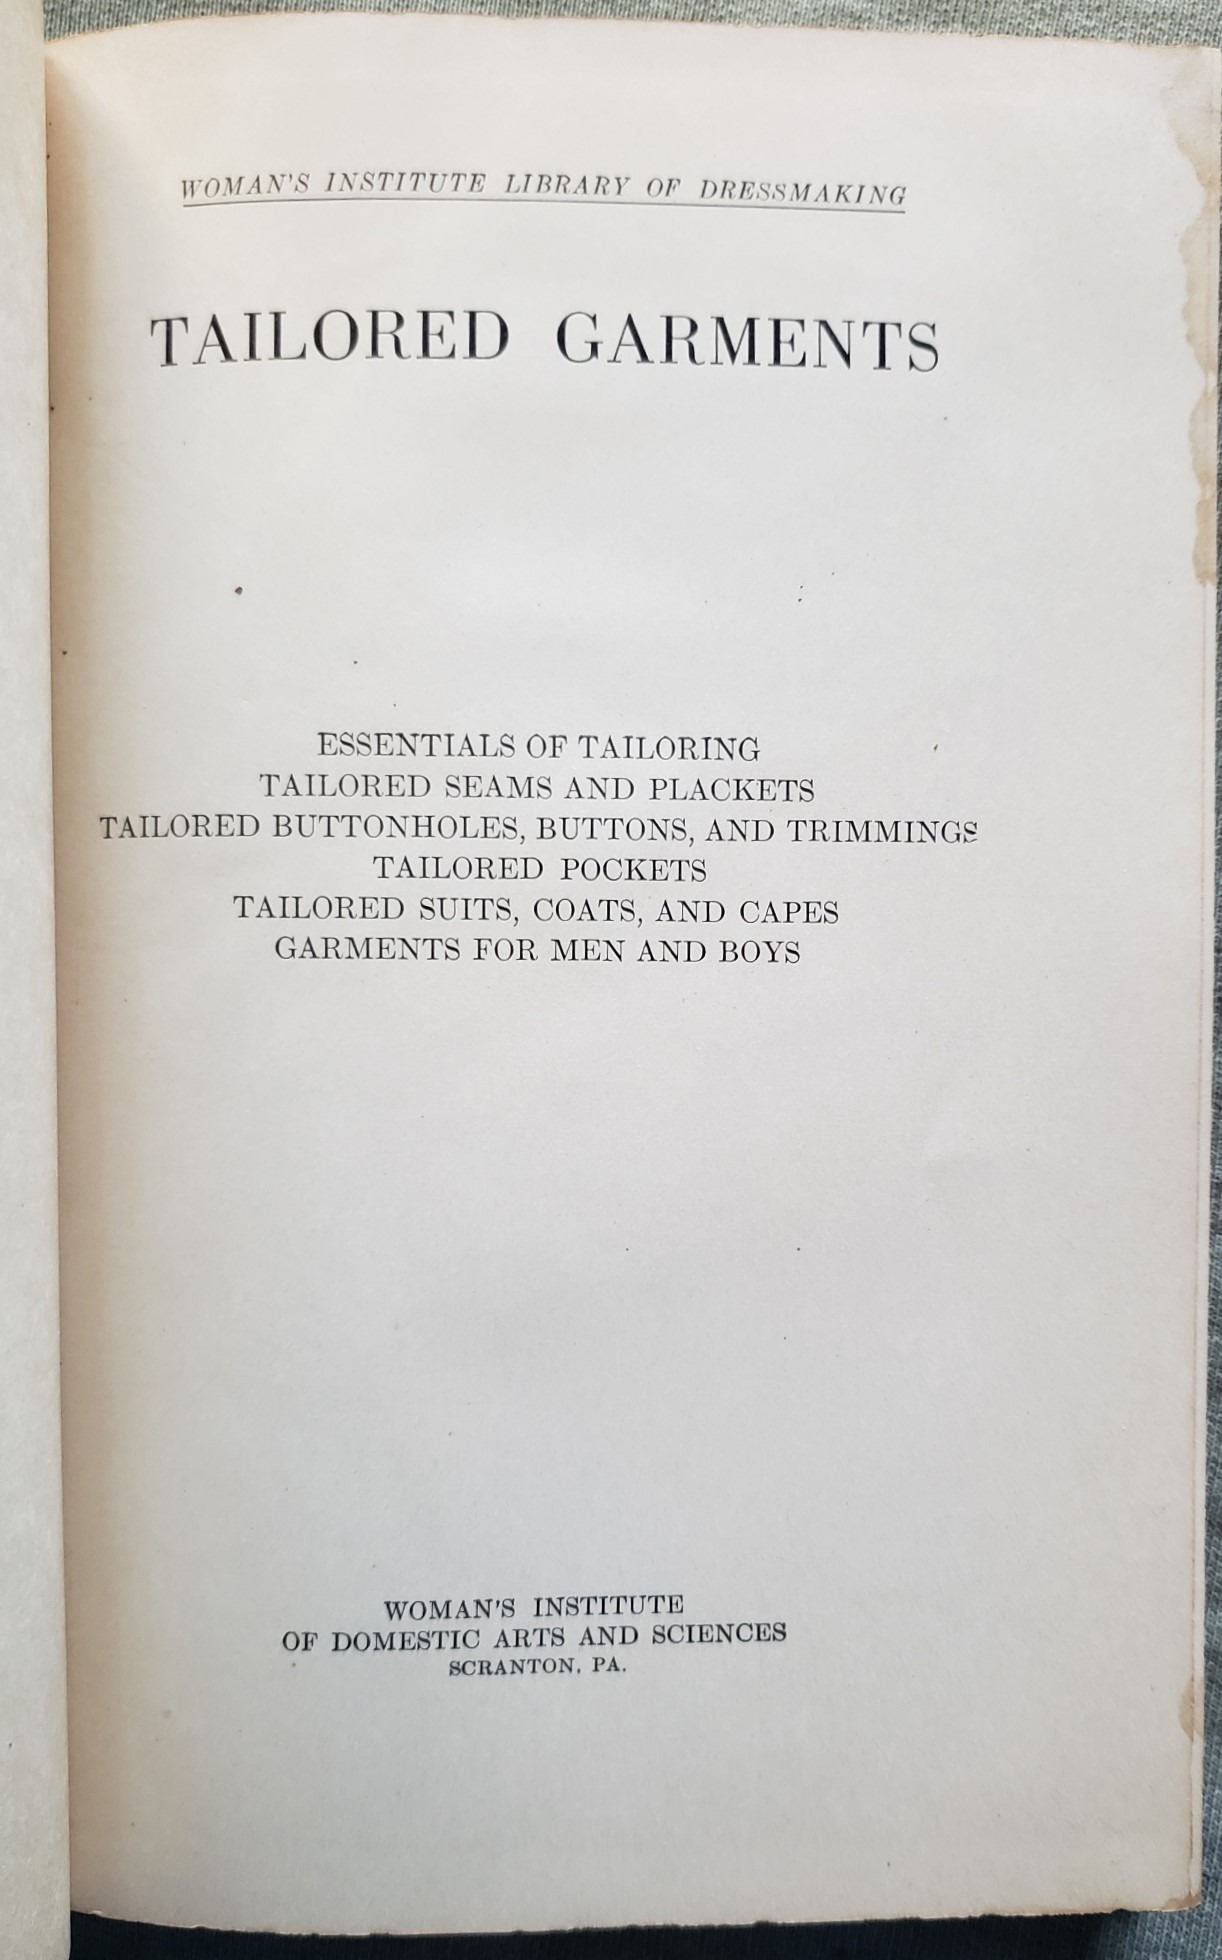 WOMAN'S INSTITUTE LIBRARY OF DRESSMAKING
TAILORED GARMENTS
ESSENTIALS OF TAILORING
TAILORED SEAMS AND PLACKETS
TAILORED BUTTONHOLES, BUTTONS, AND TRIMMINGS
TAILORED POCKETS
TAILORED SUITS, COATS, AND CAPES
GARMENTS FOR MEN AND BOYS
WOMAN'S INSTITUTE
OF DOMESTIC ARTS AND SCIENCES
SCRANTON, PA.